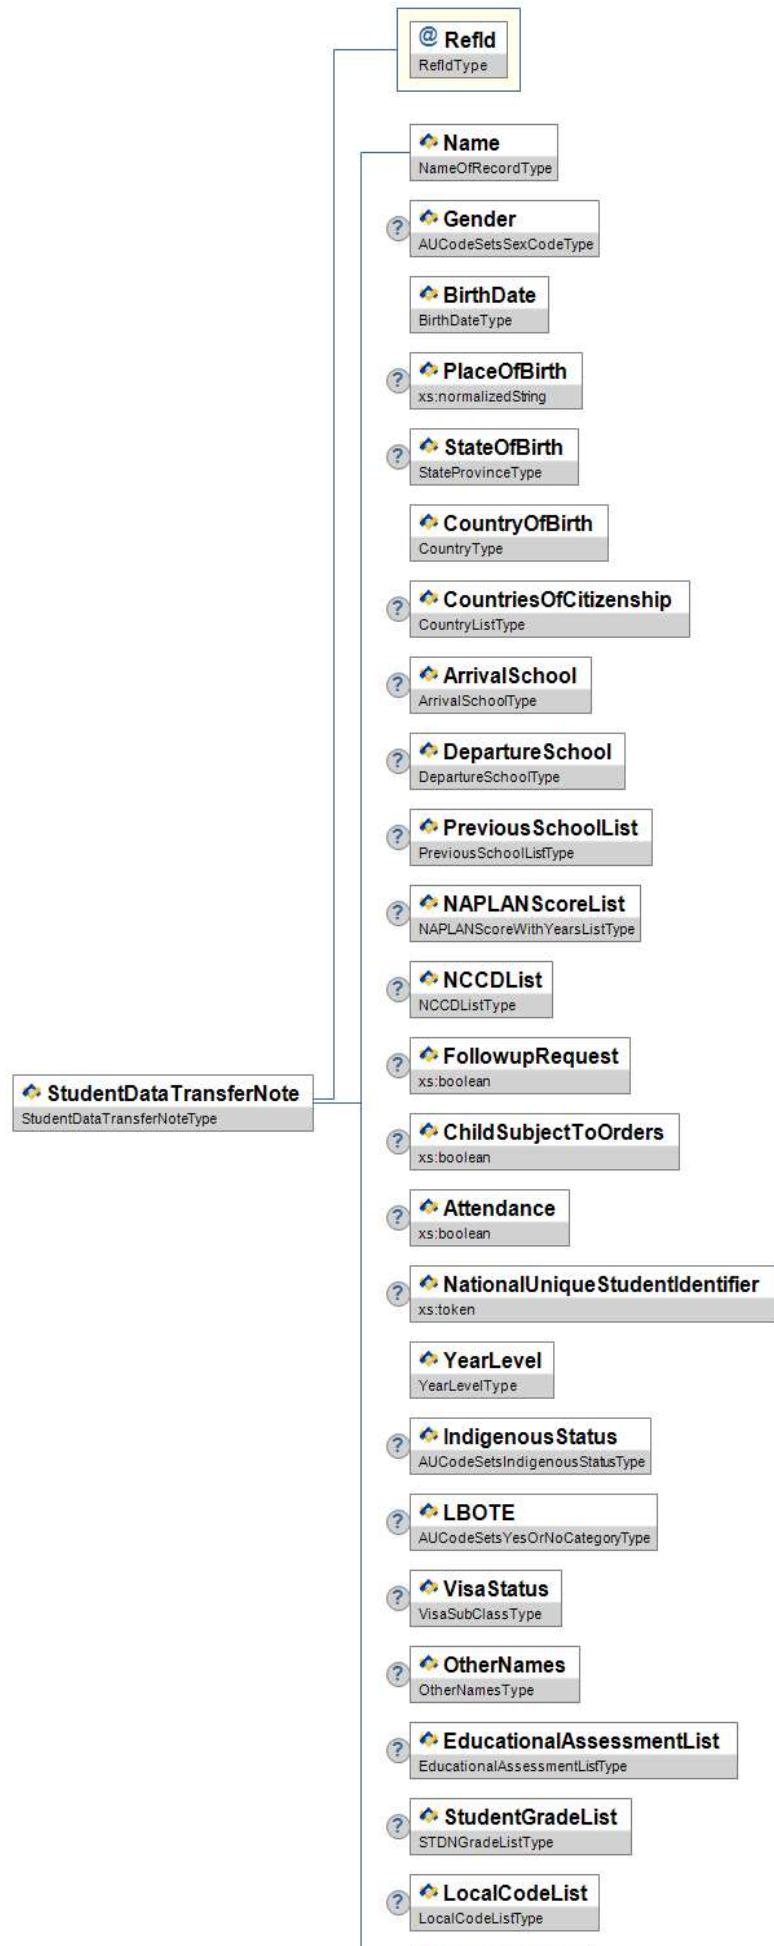 @ RefId
RefIdType
Name
NameOfRecordType
? Gender
AUCodeSetsSexCodeType
BirthDate
BirthDateType
? PlaceOfBirth
xs:normalizedString
? StateOfBirth
StateProvinceType
CountryOfBirth
CountryType
? CountriesOfCitizenship
CountryListType
? ArrivalSchool
ArrivalSchoolType
? DepartureSchool
DepartureSchoolType
? PreviousSchoolList
PreviousSchoolListType
? NAPLANScoreList
NAPLANScoreWithYearsListType
? NCCDList
NCCDListType
? FollowupRequest
xs:boolean
StudentDataTransferNote
StudentDataTransferNoteType
? ChildSubjectToOrders
xs:boolean
? Attendance
xs:boolean
? NationalUniqueStudentIdentifier
xs:token
YearLevel
YearLevelType
? IndigenousStatus
AUCodeSetsIndigenousStatusType
? LBOTE
AUCodeSetsYesOrNoCategoryType
? VisaStatus
VisaSubClassType
? OtherNames
OtherNamesType
? EducationalAssessmentList
EducationalAssessmentListType
? StudentGradeList
STDNGradeListType
? LocalCodeList
LocalCodeListType